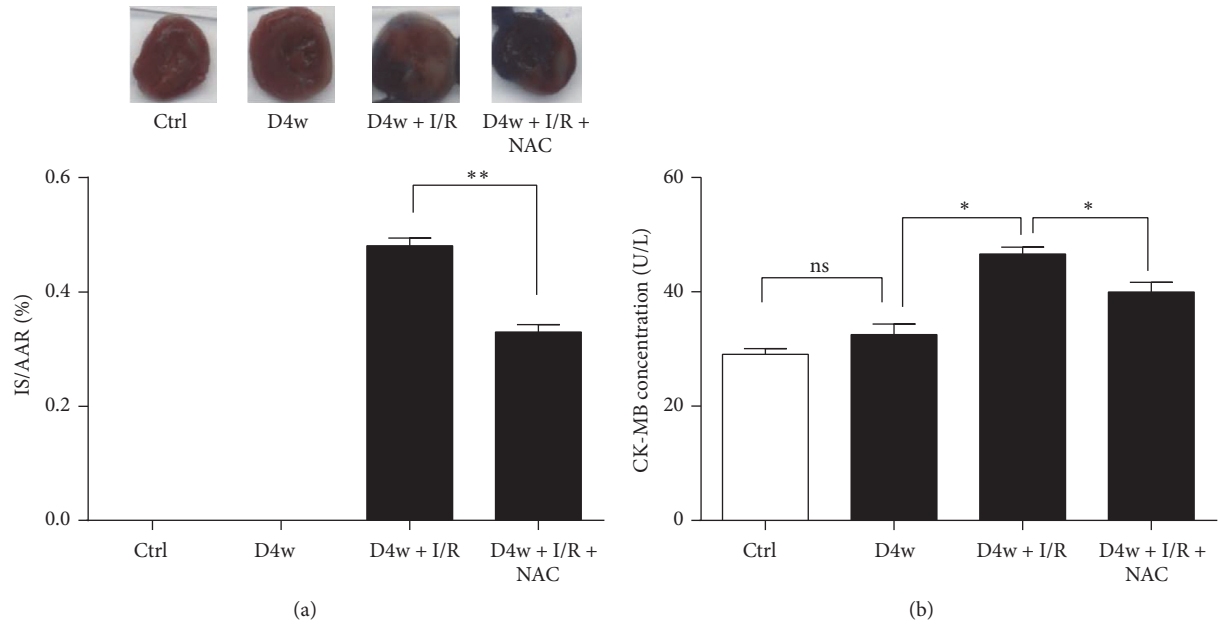 Ctrl
D4w
D4w + I/R
D4w + I/R +
NAC
IS/AAR (%)
0.6
0.4
0.2
0.0
**
Ctrl
D4w
D4w + I/R
D4w + I/R +
NAC
(a)
CK-MB concentration (U/L)
60
40
20
0
ns
*
*
Ctrl
D4w
D4w + I/R
D4w + I/R +
NAC
(b)